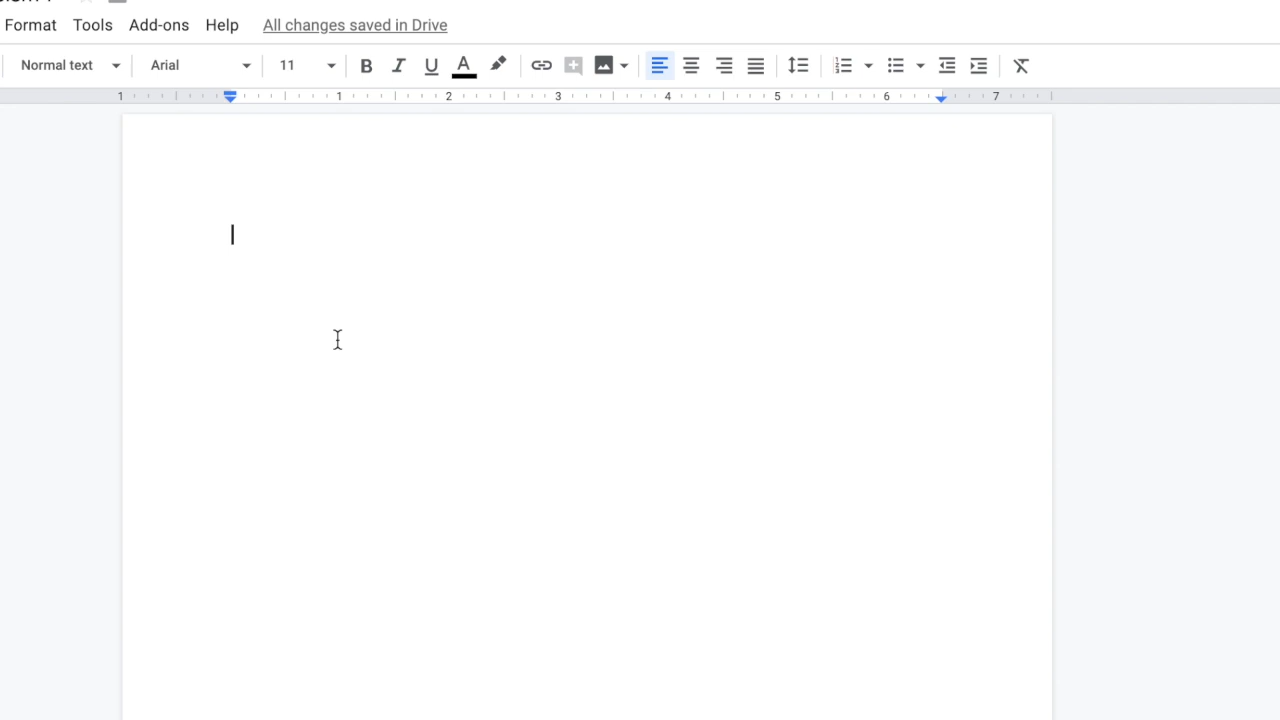 Format Tools Add-ons Help All changes saved in Drive
Normal text Arial 11 B I U A
1 1 2 3 4 5 6 7